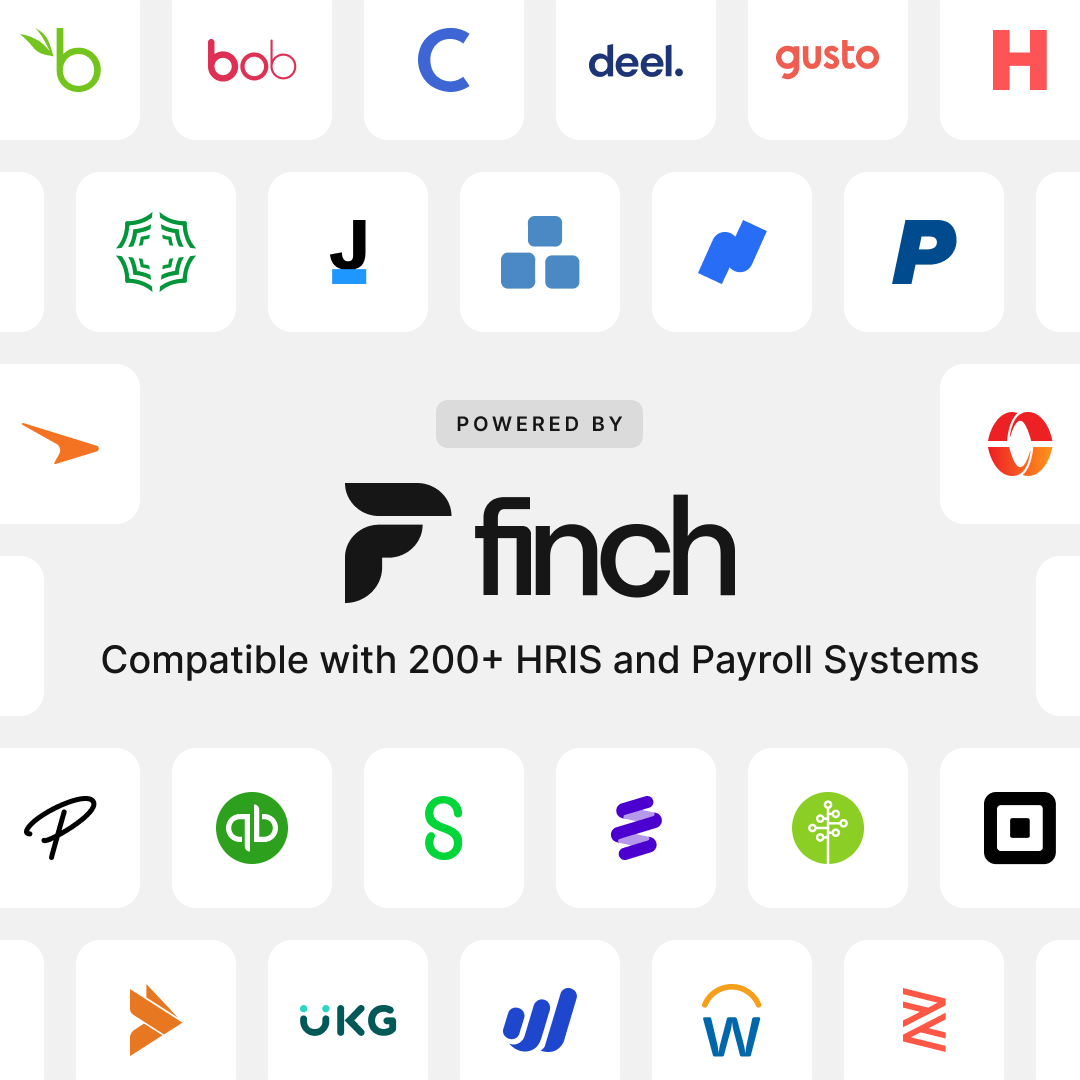 b
bob
C
deel.
gusto
H
J
P
POWERED BY
finch
Compatible with 200+ HRIS and Payroll Systems
P
qb
S
UKG
W